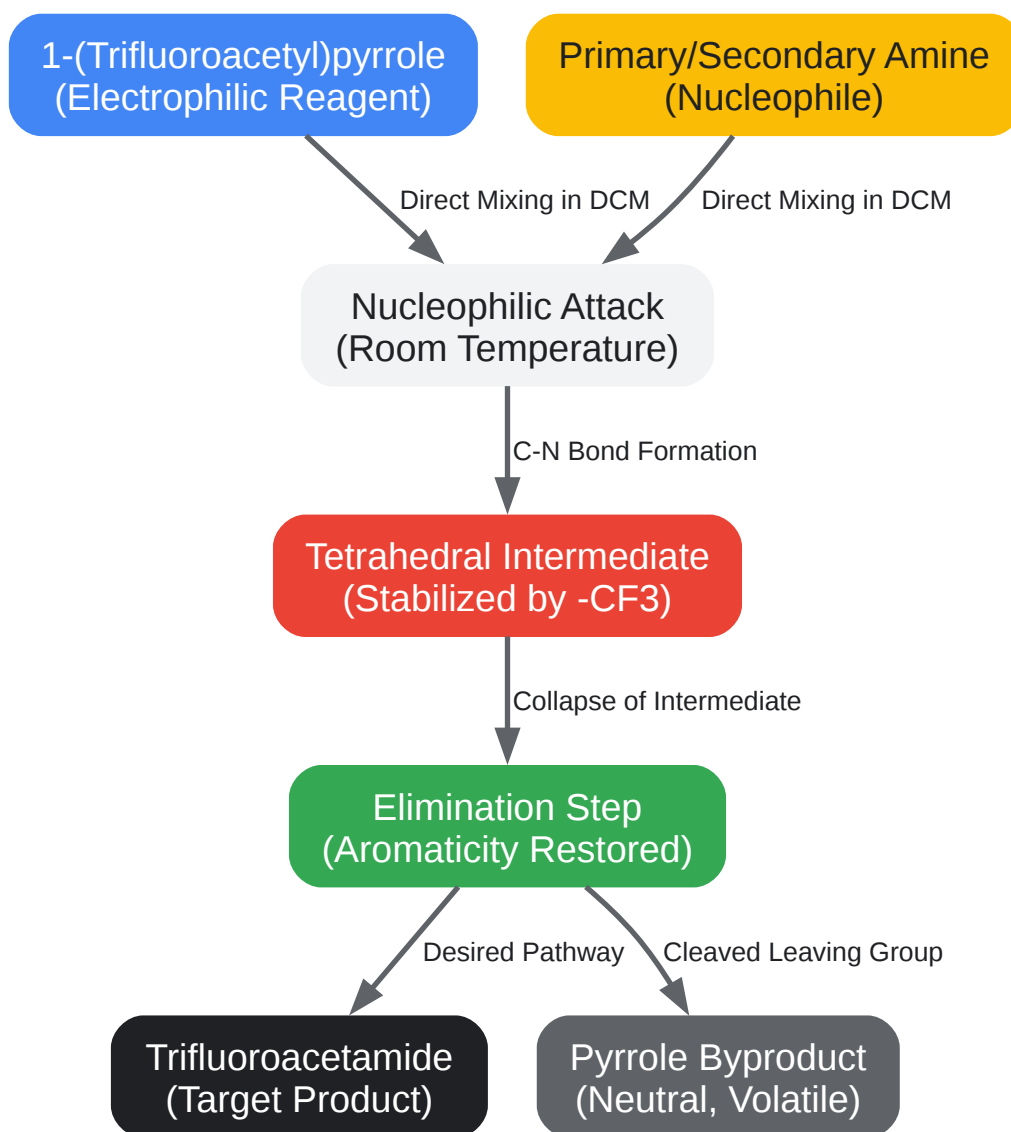 1-(Trifluoroacetyl)pyrrole
(Electrophilic Reagent)
Primary/Secondary Amine
(Nucleophile)
Direct Mixing in DCM
Direct Mixing in DCM
Nucleophilic Attack
(Room Temperature)
C-N Bond Formation
Tetrahedral Intermediate
(Stabilized by -CF3)
Collapse of Intermediate
Elimination Step
(Aromaticity Restored)
Desired Pathway
Cleaved Leaving Group
Trifluoroacetamide
(Target Product)
Pyrrole Byproduct
(Neutral, Volatile)